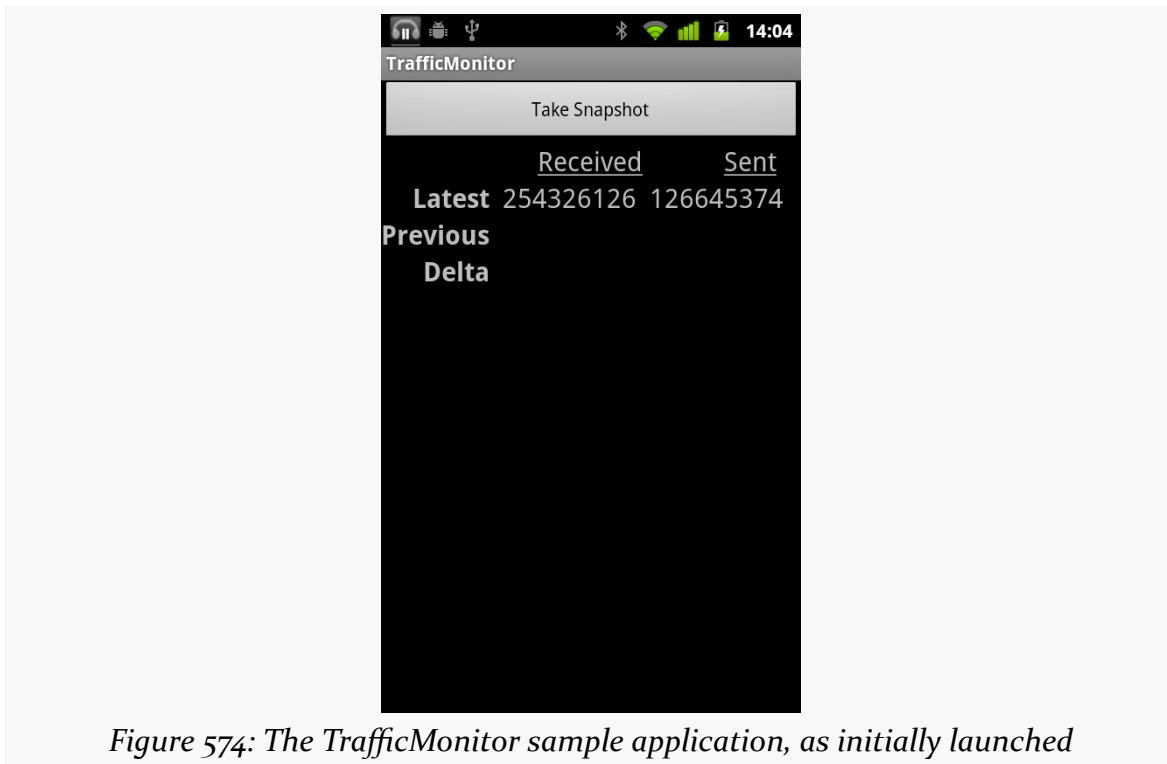 14:04
TrafficMonitor
Take Snapshot
Received Sent
Latest 254326126 126645374
Previous
Delta
Figure 574: The TrafficMonitor sample application, as initially launched